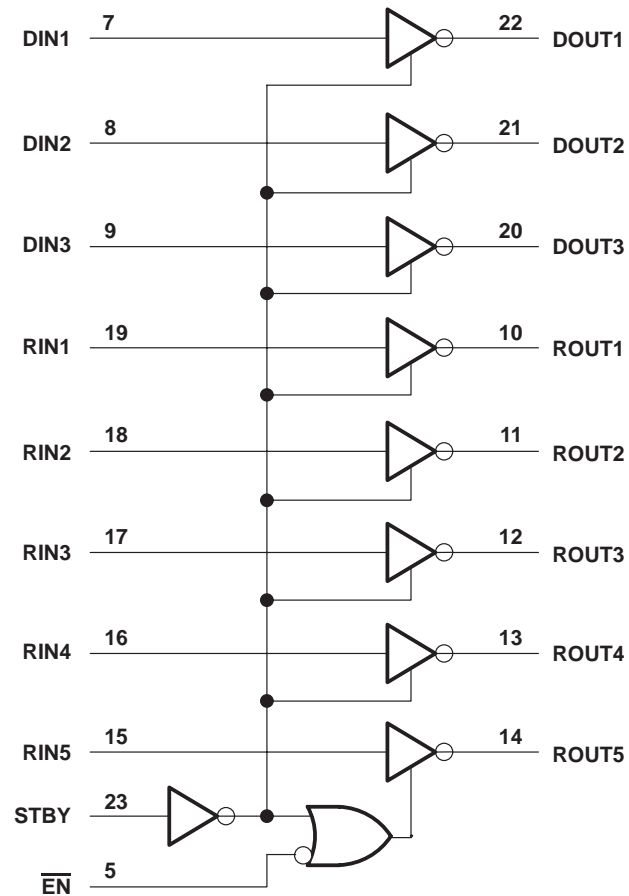 DIN1 7 22 DOUT1
DIN2 8 21 DOUT2
DIN3 9 20 DOUT3
RIN1 19 10 ROUT1
RIN2 18 11 ROUT2
RIN3 17 12 ROUT3
RIN4 16 13 ROUT4
RIN5 15 14 ROUT5
STBY 23
EN 5